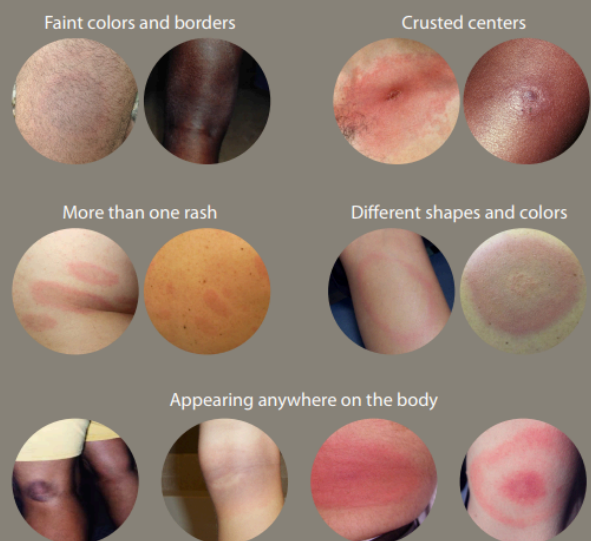 Faint colors and borders
Crusted centers
More than one rash
Different shapes and colors
Appearing anywhere on the body